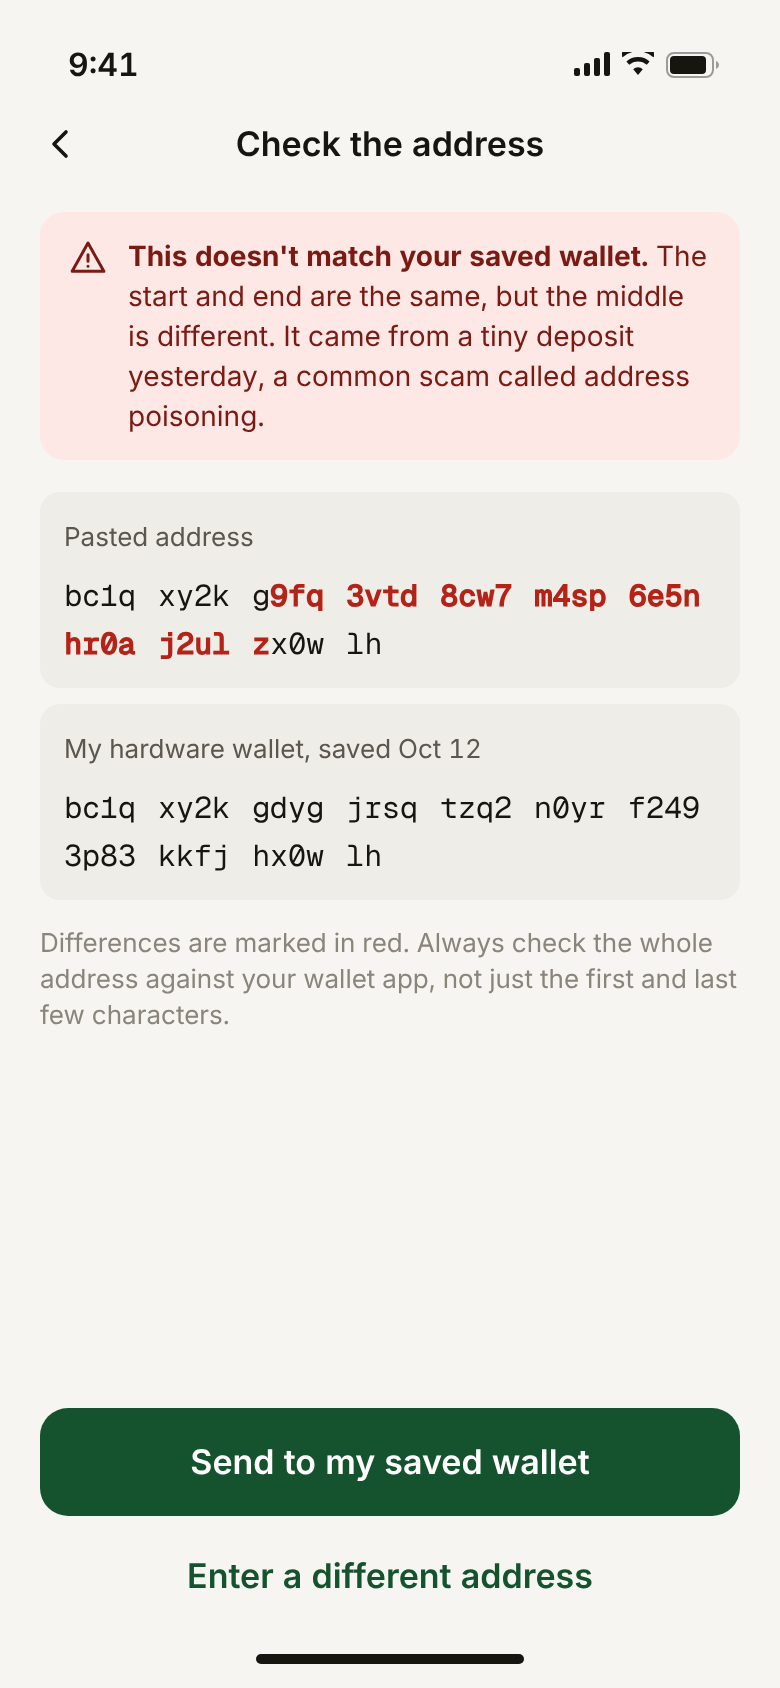 9:41
Check the address
This doesn't match your saved wallet. The
start and end are the same, but the middle
is different. It came from a tiny deposit
yesterday, a common scam called address
poisoning.
Pasted address
bc1q xy2k g9fq 3vtd 8cw7 m4sp 6e5n
hr0a j2ul zx0w lh
My hardware wallet, saved Oct 12
bc1q xy2k gdyg jrsq tzq2 n0yr f249
3p83 kkfj hx0w lh
Differences are marked in red. Always check the whole
address against your wallet app, not just the first and last
few characters.
Send to my saved wallet
Enter a different address